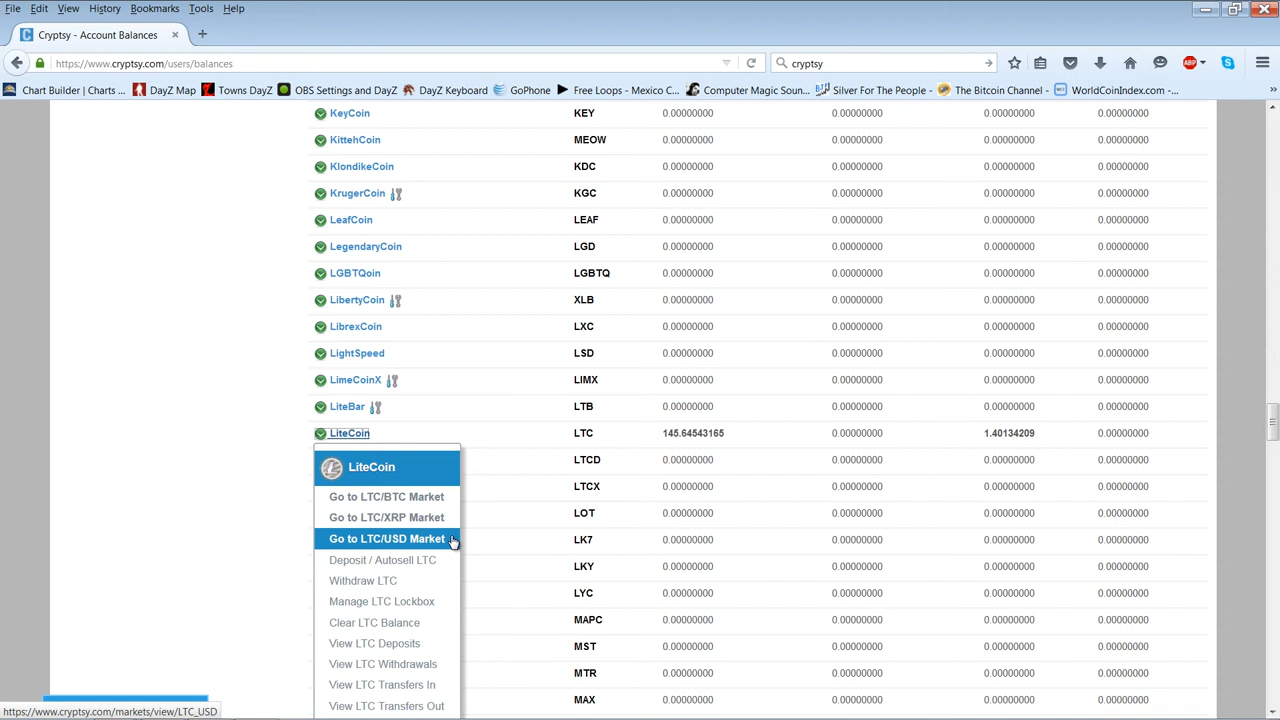 File Edit View History Bookmarks Tools Help
Cryptsy - Account Balances
https://www.cryptsy.com/users/balances
cryptsy
ABP
Chart Builder | Charts ... DayZ Map Towns DayZ OBS Settings and DayZ DayZ Keyboard GoPhone Free Loops - Mexico C... Computer Magic Soun... Silver For The People - The Bitcoin Channel - WorldCoinIndex.com -...
KeyCoin KEY 0.00000000 0.00000000 0.00000000 0.00000000
KittehCoin MEOW 0.00000000 0.00000000 0.00000000 0.00000000
KlondikeCoin KDC 0.00000000 0.00000000 0.00000000 0.00000000
KrugerCoin KGC 0.00000000 0.00000000 0.00000000 0.00000000
LeafCoin LEAF 0.00000000 0.00000000 0.00000000 0.00000000
LegendaryCoin LGD 0.00000000 0.00000000 0.00000000 0.00000000
LGBTQoin LGBTQ 0.00000000 0.00000000 0.00000000 0.00000000
LibertyCoin XLB 0.00000000 0.00000000 0.00000000 0.00000000
LibrexCoin LXC 0.00000000 0.00000000 0.00000000 0.00000000
LightSpeed LSD 0.00000000 0.00000000 0.00000000 0.00000000
LimeCoinX LIMX 0.00000000 0.00000000 0.00000000 0.00000000
LiteBar LTB 0.00000000 0.00000000 0.00000000 0.00000000
LiteCoin LTC 145.64543165 1.40134209 0.00000000
LTCD 0.00000000 0.00000000 0.00000000 0.00000000
LiteCoin
LTCX 0.00000000 0.00000000 0.00000000 0.00000000
Go to LTC/BTC Market
LOT 0.00000000 0.00000000 0.00000000 0.00000000
Go to LTC/XRP Market
Go to LTC/USD Market
LK7 0.00000000 0.00000000 0.00000000 0.00000000
Deposit / Autosell LTC
LKY 0.00000000 0.00000000 0.00000000 0.00000000
Withdraw LTC
LYC 0.00000000 0.00000000 0.00000000 0.00000000
Manage LTC Lockbox
MAPC 0.00000000 0.00000000 0.00000000 0.00000000
Clear LTC Balance
View LTC Deposits
MST 0.00000000 0.00000000 0.00000000 0.00000000
View LTC Withdrawals
MTR 0.00000000 0.00000000 0.00000000 0.00000000
View LTC Transfers In
MAX 0.00000000 0.00000000 0.00000000 0.00000000
View LTC Transfers Out
https://www.cryptsy.com/markets/view/LTC_USD